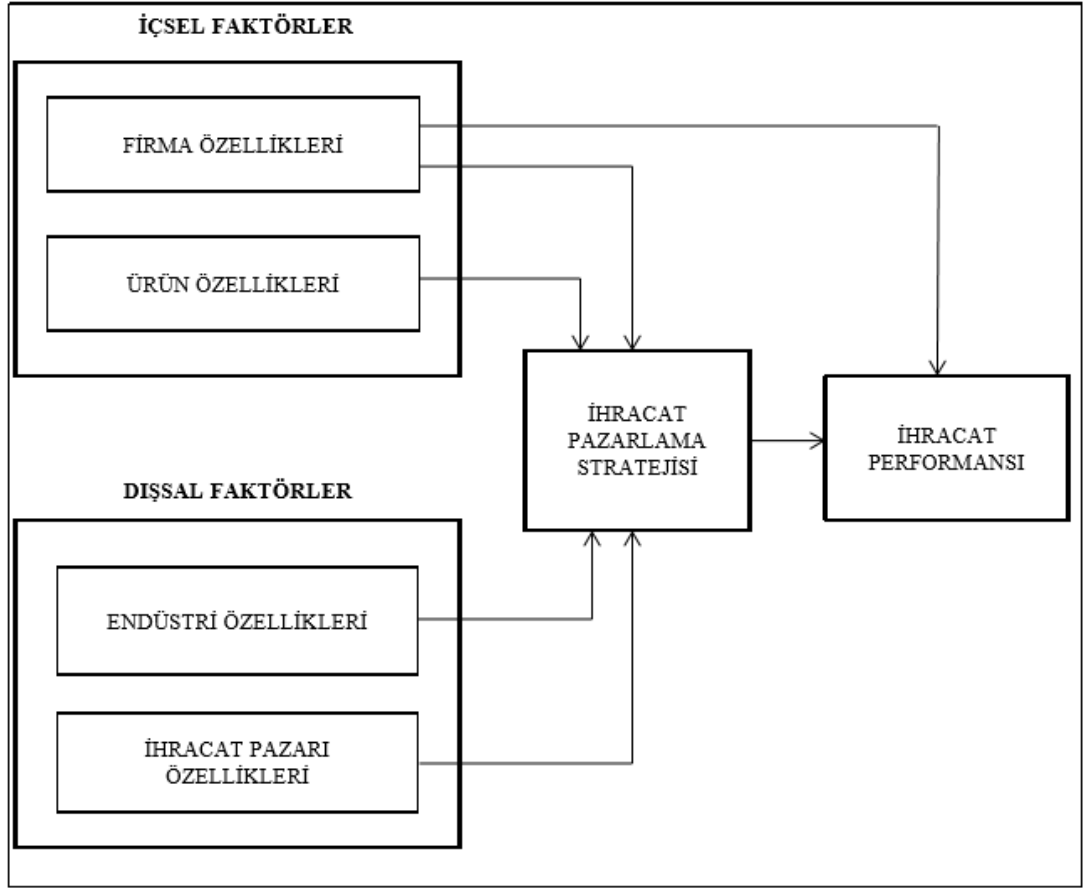 İÇSEL FAKTÖRLER
FİRMA ÖZELLİKLERİ
ÜRÜN ÖZELLİKLERİ
İHRACAT
PAZARLAMA
STRATEJİSİ
İHRACAT
PERFORMANSI
DIŞSAL FAKTÖRLER
ENDÜSTRİ ÖZELLİKLERİ
İHRACAT PAZARI
ÖZELLİKLERİ